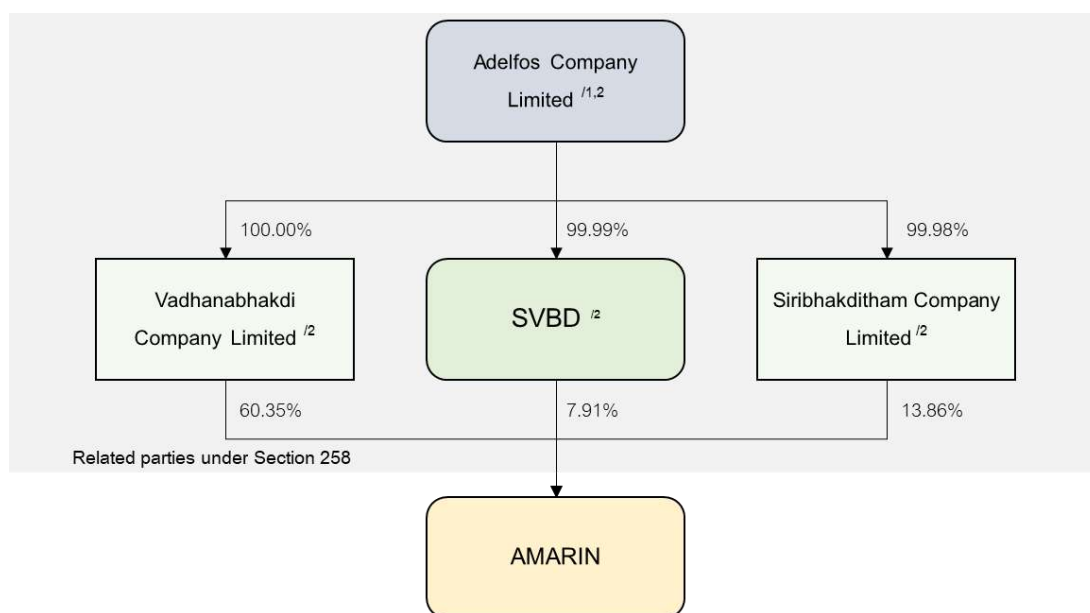 Adelfos Company
Limited /1,2
100.00%
99.99%
99.98%
Vadhanabhakdi
Company Limited /2
SVBD /2
Siribhakditham Company
Limited /2
60.35%
7.91%
13.86%
Related parties under Section 258
AMARIN